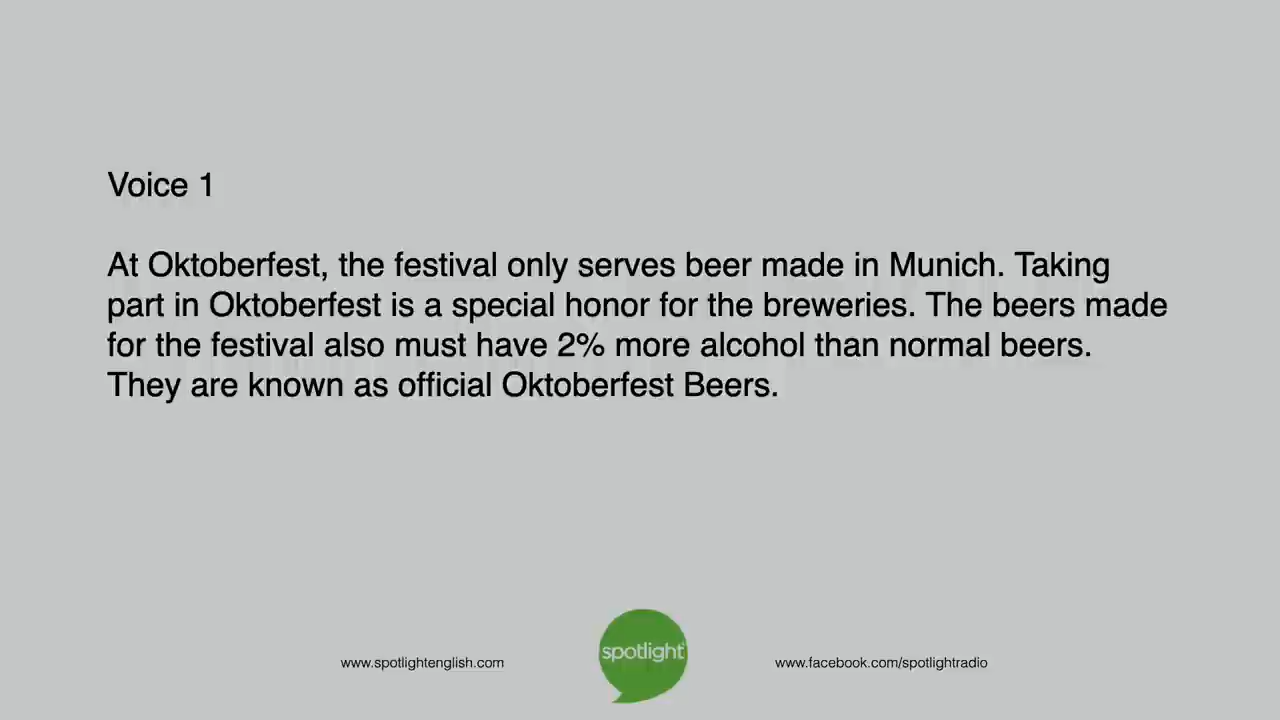 Voice 1
At Oktoberfest, the festival only serves beer made in Munich. Taking
part in Oktoberfest is a special honor for the breweries. The beers made
for the festival also must have 2% more alcohol than normal beers.
They are known as official Oktoberfest Beers.
www.spotlightenglish.com
spotlight
www.facebook.com/spotlightradio